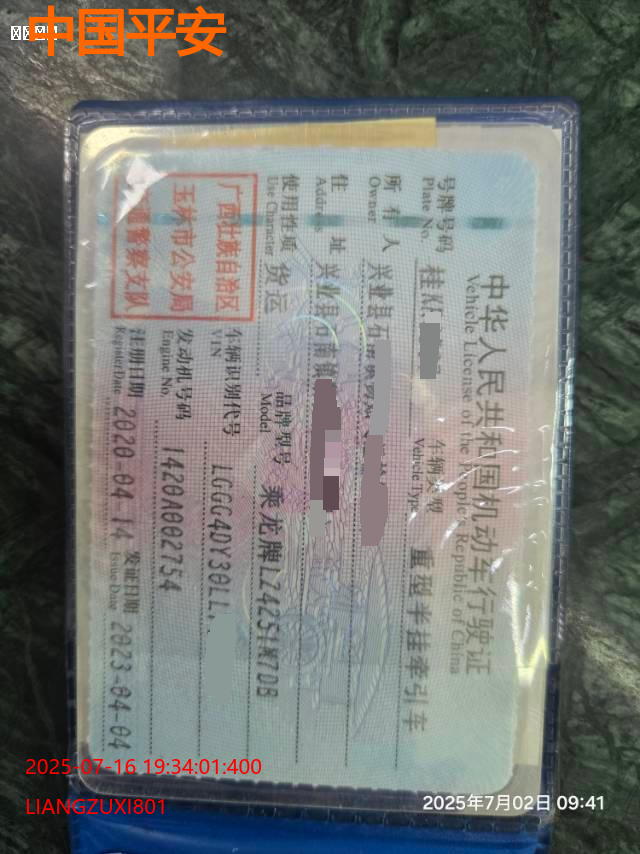 中国平安
中华人民共和国机动车行驶证
Vehicle License of the People's Republic of China
号牌号码
Plate No.
桂K
车辆类型
Vehicle Type
重型半挂牵引车
所有人
Owner
兴业县石
住址
Address
兴业县石南镇
使用性质
Use Character
货运
品牌型号
Model
乘龙牌LZ4251M7DB
车辆识别代号
VIN
LGGG4DY30LL
发动机号码
Engine No.
1420A002754
广西壮族自治区
玉林市公安局
交通警察支队
注册日期
Register Date
2020-04-14
发证日期
Issue Date
2023-04-04
2025-07-16 19:34:01:400
LIANGZUXI801
2025年7月02日 09:41